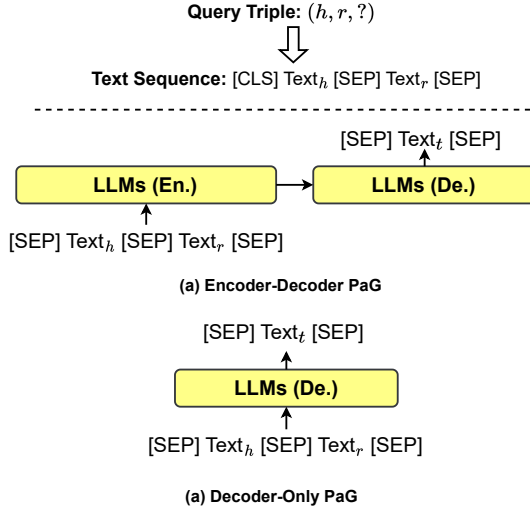 Query Triple: (h, r, ?)
Text Sequence: [CLS] Text_h [SEP] Text_r [SEP]
[SEP] Text_t [SEP]
LLMs (En.) LLMs (De.)
[SEP] Text_h [SEP] Text_r [SEP]
(a) Encoder-Decoder PaG
[SEP] Text_t [SEP]
LLMs (De.)
[SEP] Text_h [SEP] Text_r [SEP]
(a) Decoder-Only PaG